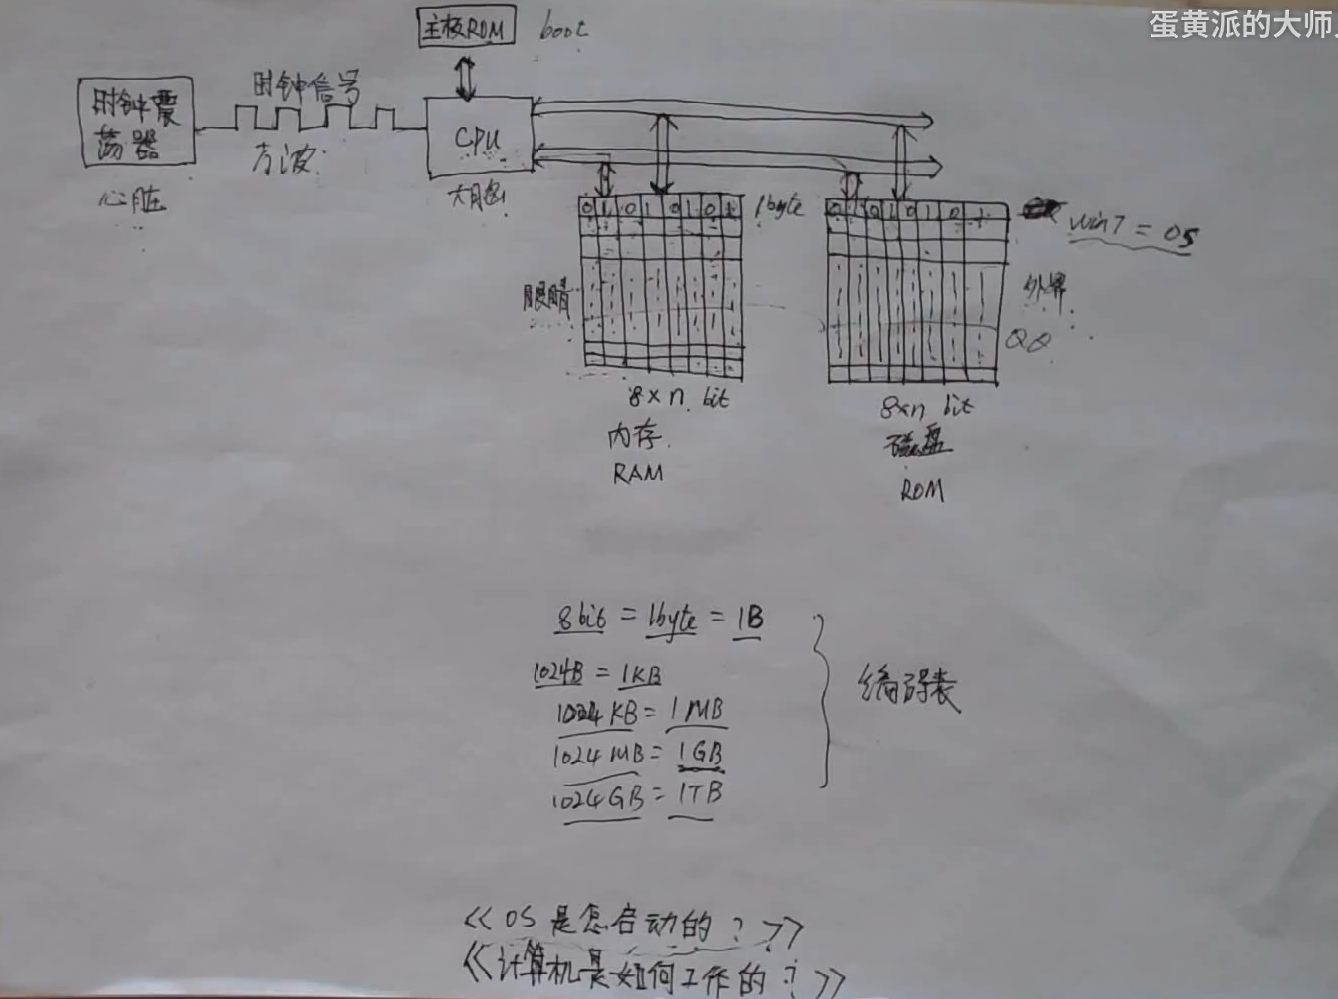 蛋黄派的大师
主板ROM boot
时钟震
荡器
心脏
时钟信号
方波
CPU
大脑
0 1 0 1 0 1 0 1
1byte
0 1 0 1 0 1 0 1
win7 = OS
眼睛
外界
QQ
8×n bit
内存
RAM
8×n bit
磁盘
ROM
8bit = 1byte = 1B
1024B = 1KB
1024KB = 1MB
1024MB = 1GB
1024GB = 1TB
编码表
<<OS是怎启动的?>>
<<计算机是如何工作的?>>